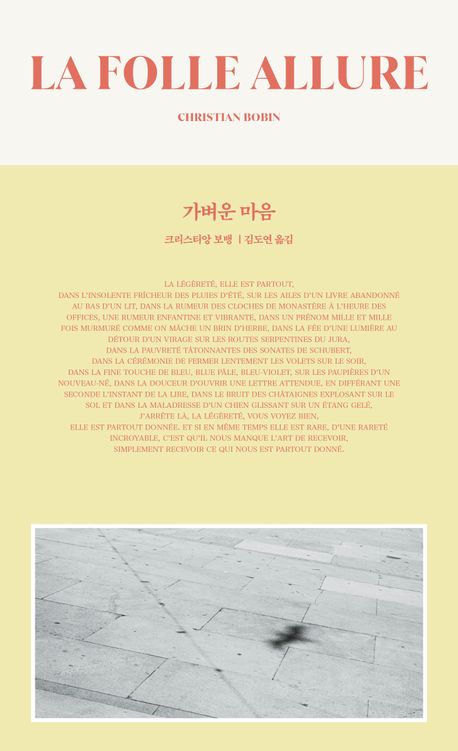 LA FOLLE ALLURE
CHRISTIAN BOBIN
가벼운 마음
크리스티앙 보뱅 | 김도연 옮김
LA LÉGÈRETÉ, ELLE EST PARTOUT,
DANS L'INSOLENTE FRÎCHEUR DES PLUIES D'ÉTÉ, SUR LES AILES D'UN LIVRE ABANDONNÉ
AU BAS D'UN LIT, DANS LA RUMEUR DES CLOCHES DE MONASTÈRE À L'HEURE DES
OFFICES, UNE RUMEUR ENFANTINE ET VIBRANTE, DANS UN PRÉNOM MILLE ET MILLE
FOIS MURMURÉ COMME ON MÂCHE UN BRIN D'HERBE, DANS LA FÉE D'UNE LUMIÈRE AU
DÉTOUR D'UN VIRAGE SUR LES ROUTES SERPENTINES DU JURA,
DANS LA PAUVRETÉ TÂTONNANTES DES SONATES DE SCHUBERT,
DANS LA CÉRÉMONIE DE FERMER LENTEMENT LES VOLETS SUR LE SOIR,
DANS LA FINE TOUCHE DE BLEU, BLUE PÂLE, BLEU-VIOLET, SUR LES PAUPIÈRES D'UN
NOUVEAU-NÉ, DANS LA DOUCEUR D'OUVRIR UNE LETTRE ATTENDUE, EN DIFFÉRANT UNE
SECONDE L'INSTANT DE LA LIRE, DANS LE BRUIT DES CHÂTAIGNES EXPLOSANT SUR LE
SOL ET DANS LA MALADRESSE D'UN CHIEN GLISSANT SUR UN ÉTANG GELÉ,
J'ARRÊTE LÀ, LA LÉGÈRETÉ, VOUS VOYEZ BIEN,
ELLE EST PARTOUT DONNÉE. ET SI EN MÊME TEMPS ELLE EST RARE, D'UNE RARETÉ
INCROYABLE, C'EST QU'IL NOUS MANQUE L'ART DE RECEVOIR,
SIMPLEMENT RECEVOIR CE QUI NOUS EST PARTOUT DONNÉ.